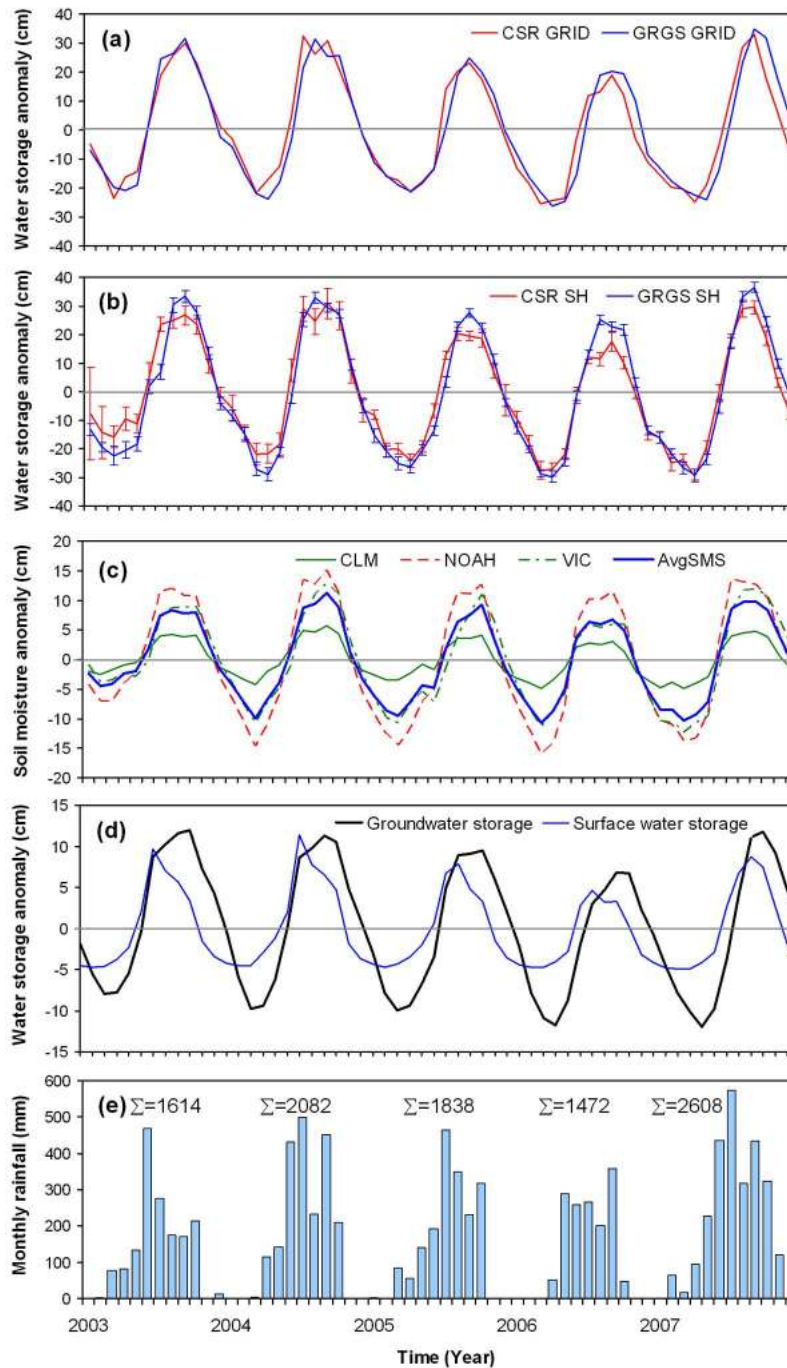 (a)
CSR GRID
GRGS GRID
Water storage anomaly (cm)
40
30
20
10
0
-10
-20
-30
-40
(b)
CSR SH
GRGS SH
Water storage anomaly (cm)
40
30
20
10
0
-10
-20
-30
-40
(c)
CLM
NOAH
VIC
AvgSMS
Soil moisture anomaly (cm)
20
15
10
5
0
-5
-10
-15
-20
(d)
Groundwater storage
Surface water storage
Water storage anomaly (cm)
15
10
5
0
-5
-10
15
(e)
Σ=1614
Σ=2082
Σ=1838
Σ=1472
Σ=2608
Monthly rainfall (mm)
600
500
400
300
200
100
0
2003
2004
2005
2006
2007
Time (Year)